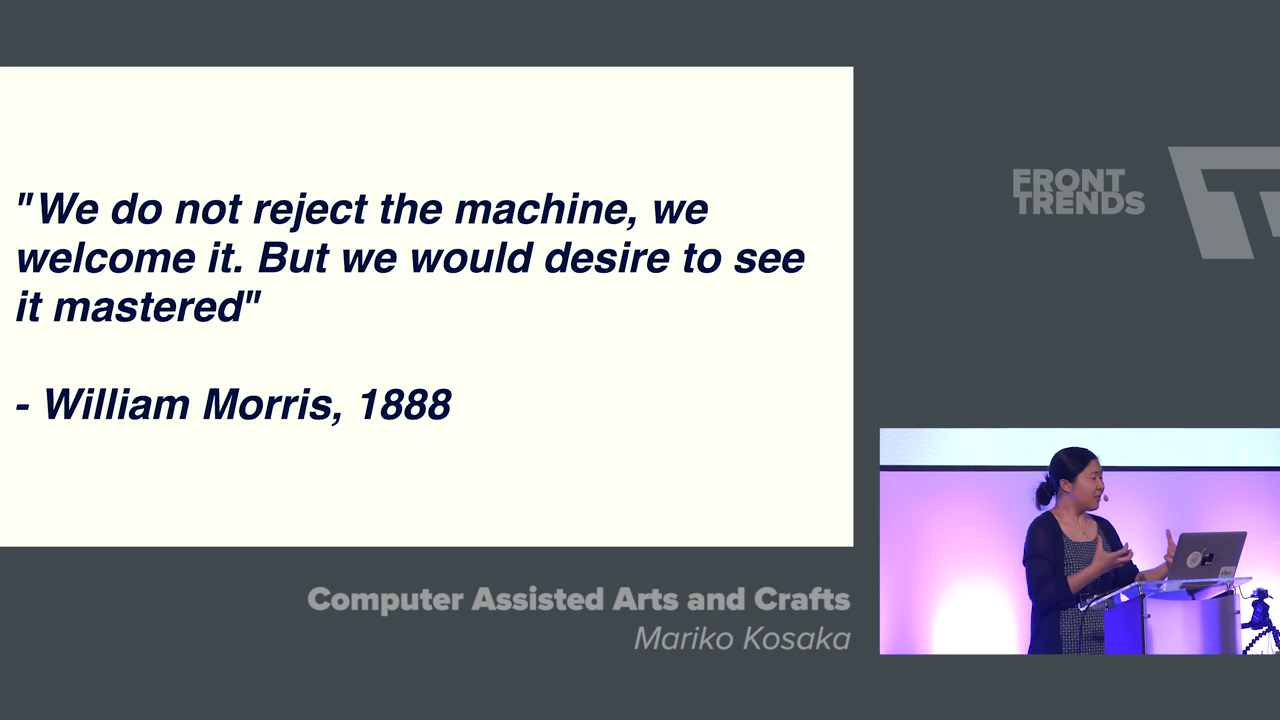 "We do not reject the machine, we
welcome it. But we would desire to see
it mastered"
- William Morris, 1888
FRONT
TRENDS
Computer Assisted Arts and Crafts
Mariko Kosaka